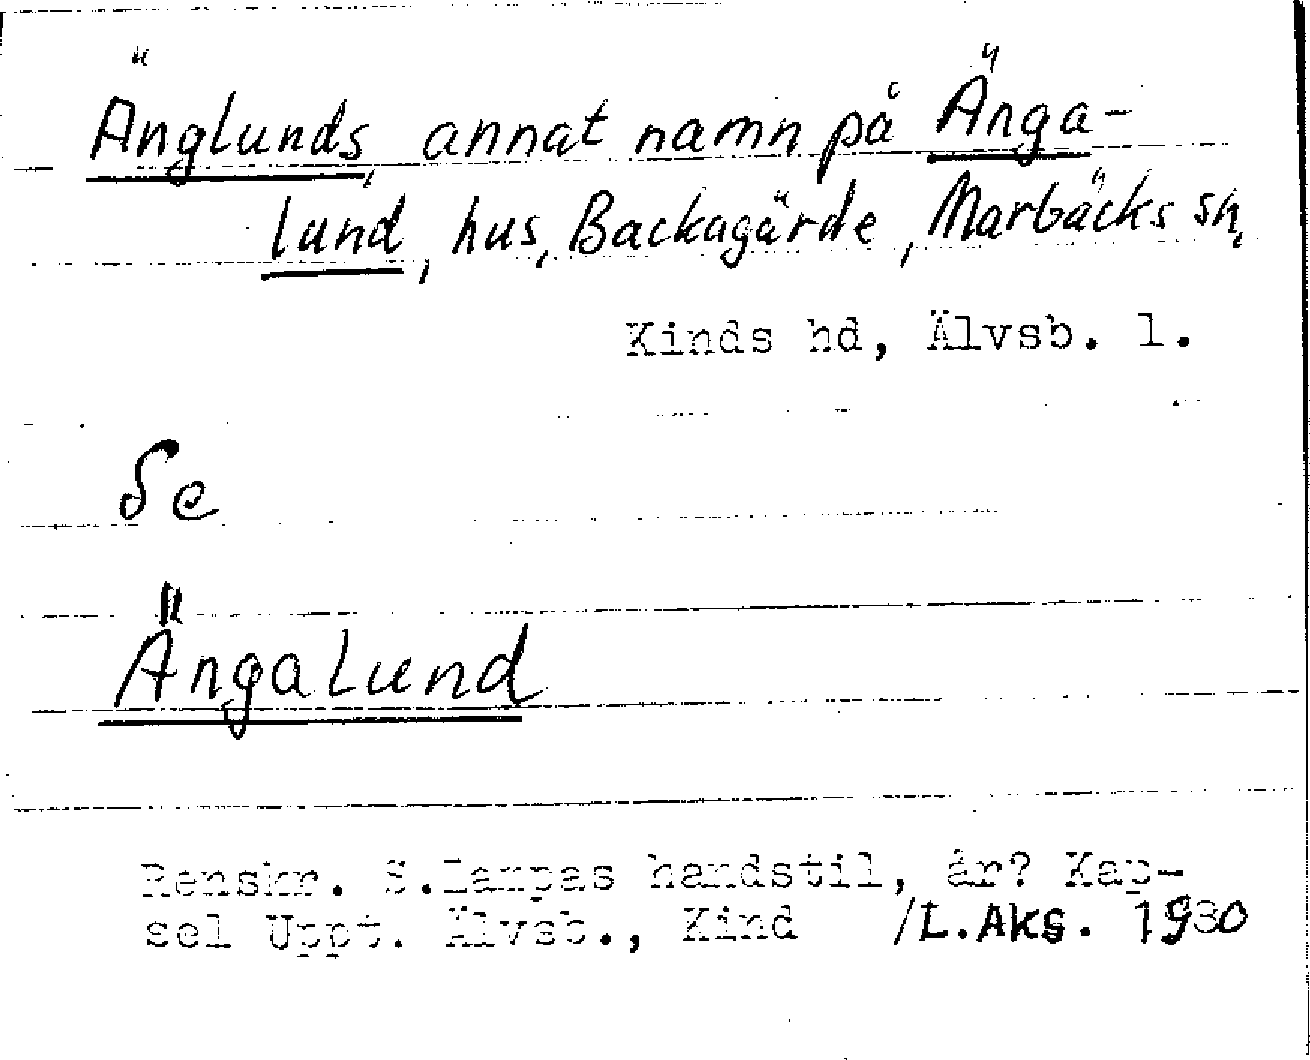 Änglunds, annat namn på Änga-
lund, hus, Backagärde, Marbäcks sn,
Kinds hd, Älvsb. l.
Se
Ängalund
Renskr. S.Lampas handstil, år? Kap-
sel Uppt. Älvsb., Kind /L.Aks. 1980